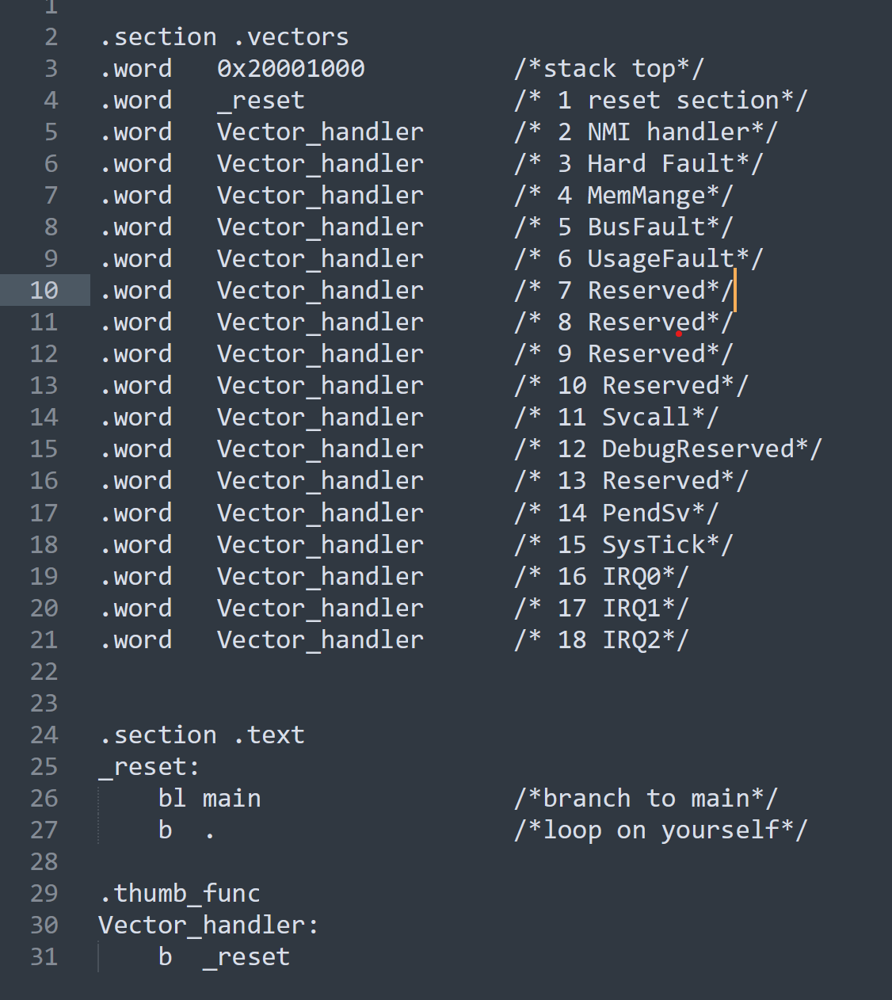 1
2 .section .vectors
3 .word 0x20001000 /*stack top*/
4 .word _reset /* 1 reset section*/
5 .word Vector_handler /* 2 NMI handler*/
6 .word Vector_handler /* 3 Hard Fault*/
7 .word Vector_handler /* 4 MemMange*/
8 .word Vector_handler /* 5 BusFault*/
9 .word Vector_handler /* 6 UsageFault*/
10 .word Vector_handler /* 7 Reserved*/
11 .word Vector_handler /* 8 Reserved*/
12 .word Vector_handler /* 9 Reserved*/
13 .word Vector_handler /* 10 Reserved*/
14 .word Vector_handler /* 11 Svcall*/
15 .word Vector_handler /* 12 DebugReserved*/
16 .word Vector_handler /* 13 Reserved*/
17 .word Vector_handler /* 14 PendSv*/
18 .word Vector_handler /* 15 SysTick*/
19 .word Vector_handler /* 16 IRQ0*/
20 .word Vector_handler /* 17 IRQ1*/
21 .word Vector_handler /* 18 IRQ2*/
22
23
24 .section .text
25 _reset:
26 bl main /*branch to main*/
27 b . /*loop on yourself*/
28
29 .thumb_func
30 Vector_handler:
31 b _reset